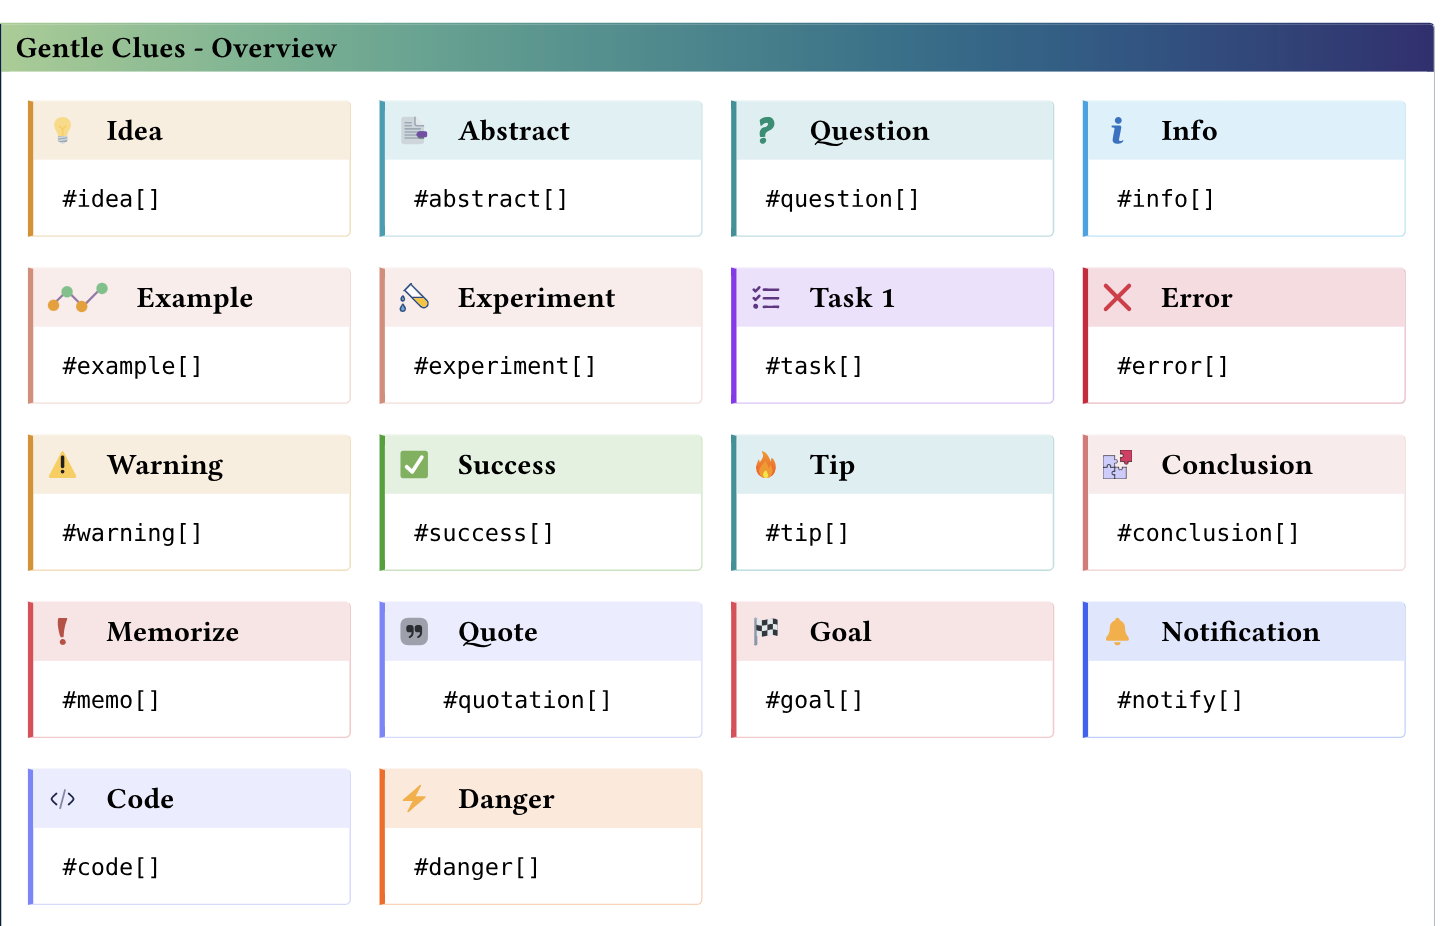 Gentle Clues - Overview
Idea
#idea[]
Abstract
#abstract[]
Question
#question[]
Info
#info[]
Example
#example[]
Experiment
#experiment[]
Task 1
#task[]
Error
#error[]
Warning
#warning[]
Success
#success[]
Tip
#tip[]
Conclusion
#conclusion[]
Memorize
#memo[]
Quote
#quotation[]
Goal
#goal[]
Notification
#notify[]
Code
#code[]
Danger
#danger[]